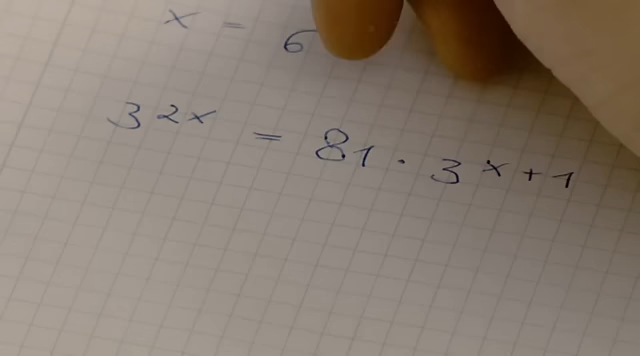 x = 6
3^{2x} = 81 · 3^{x+1}